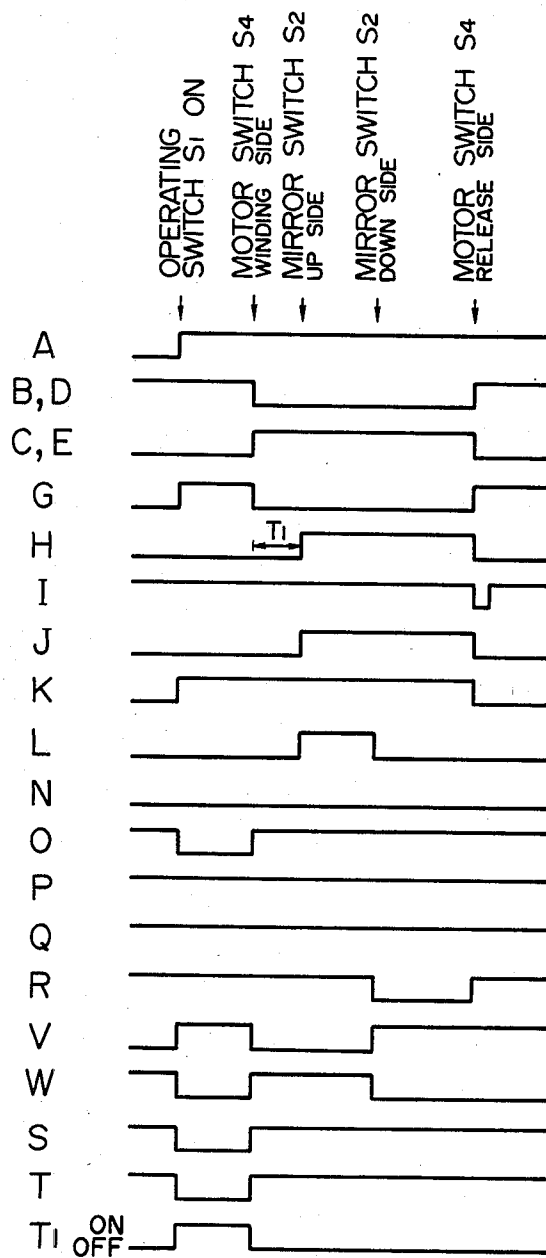 OPERATING
SWITCH S1 ON
MOTOR SWITCH S4
WINDING SIDE
MIRROR SWITCH S2
UP SIDE
MIRROR SWITCH S2
DOWN SIDE
MOTOR SWITCH S4
RELEASE SIDE
A
B, D
C, E
G
T1
H
I
J
K
L
N
O
P
Q
R
V
W
S
T
T1 ON
OFF